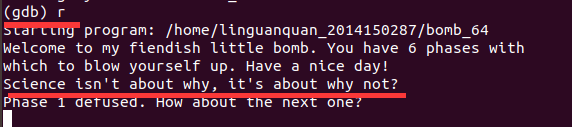 (gdb) r
Starting program: /home/linguanquan_2014150287/bomb_64
Welcome to my fiendish little bomb. You have 6 phases with
which to blow yourself up. Have a nice day!
Science isn't about why, it's about why not?
Phase 1 defused. How about the next one?